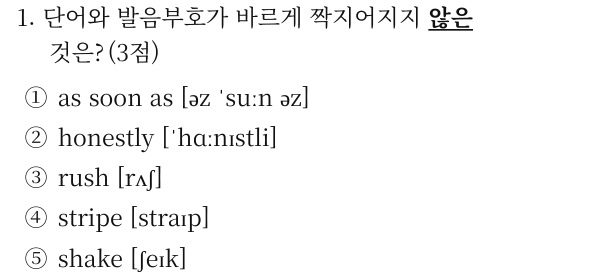 1. 단어와 발음부호가 바르게 짝지어지지 않은
것은? (3점)
① as soon as [əz ˈsuːn əz]
② honestly [ˈhɑːnɪstli]
③ rush [rʌʃ]
④ stripe [straɪp]
⑤ shake [ʃeɪk]